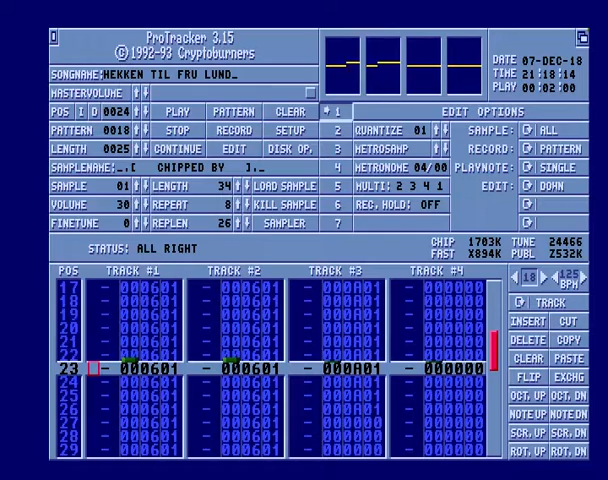 ProTracker 3.15
©1992-93 Cryptoburners
DATE 07-DEC-18
TIME 21:18:14
PLAY 00:02:00
SONGNAME:HEKKEN TIL FRU LUND_
MASTERVOLUME
POS I D 0024 PLAY PATTERN CLEAR 1 EDIT OPTIONS
PATTERN 0018 STOP RECORD SETUP 2 QUANTIZE 01 SAMPLE: ALL
LENGTH 0025 CONTINUE EDIT DISK OP. 3 METROSAMP RECORD: PATTERN
SAMPLENAME:_.[ CHIPPED BY ]._ 4 METRONOME 04/00 PLAYNOTE: SINGLE
SAMPLE 01 LENGTH 34 LOAD SAMPLE 5 MULTI: 2 3 4 1 EDIT: DOWN
VOLUME 30 REPEAT 8 KILL SAMPLE 6 REC.HOLD: OFF
FINETUNE 0 REPLEN 26 SAMPLER 7
STATUS: ALL RIGHT
CHIP 1703K TUNE 24466
FAST X894K PUBL Z532K
POS TRACK #1 TRACK #2 TRACK #3 TRACK #4
17 - 000601 - 000601 - 000A01 - 000000
18 - 000601 - 000601 - 000A01 - 000000
19 - 000601 - 000601 - 000A01 - 000000
20 - 000601 - 000601 - 000A01 - 000000
21 - 000601 - 000601 - 000A01 - 000000
22 - 000601 - 000601 - 000A01 - 000000
23 - 000601 - 000601 - 000A01 - 000000
24 - 000601 - 000601 - 000A01 - 000000
25 - 000601 - 000601 - 000A01 - 000000
26 - 000601 - 000601 - 000A01 - 000000
27 - 000601 - 000601 - 000A01 - 000000
28 - 000601 - 000601 - 000A01 - 000000
29 - 000601 - 000601 - 000A01 - 000000
18 125 BPM
TRACK
INSERT CUT
DELETE COPY
CLEAR PASTE
FLIP EXCHG
OCT. UP OCT. DN
NOTE UP NOTE DN
SCR. UP SCR. DN
ROT. UP ROT. DN